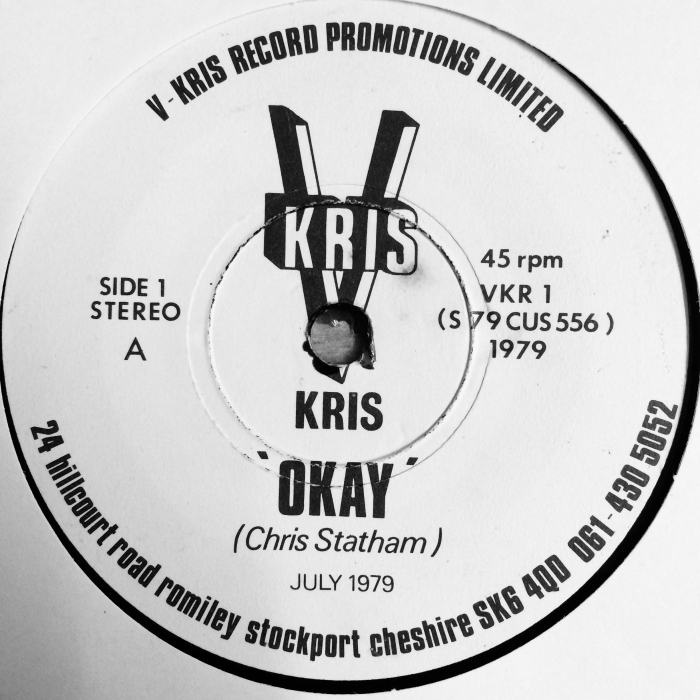 V-KRIS RECORD PROMOTIONS LIMITED
KRIS
SIDE 1
STEREO
A
45 rpm
VKR 1
(S 79 CUS 556)
1979
KRIS
'OKAY'
(Chris Statham)
JULY 1979
24 hillcourt road romiley stockport cheshire SK6 4QD 061-430 5052